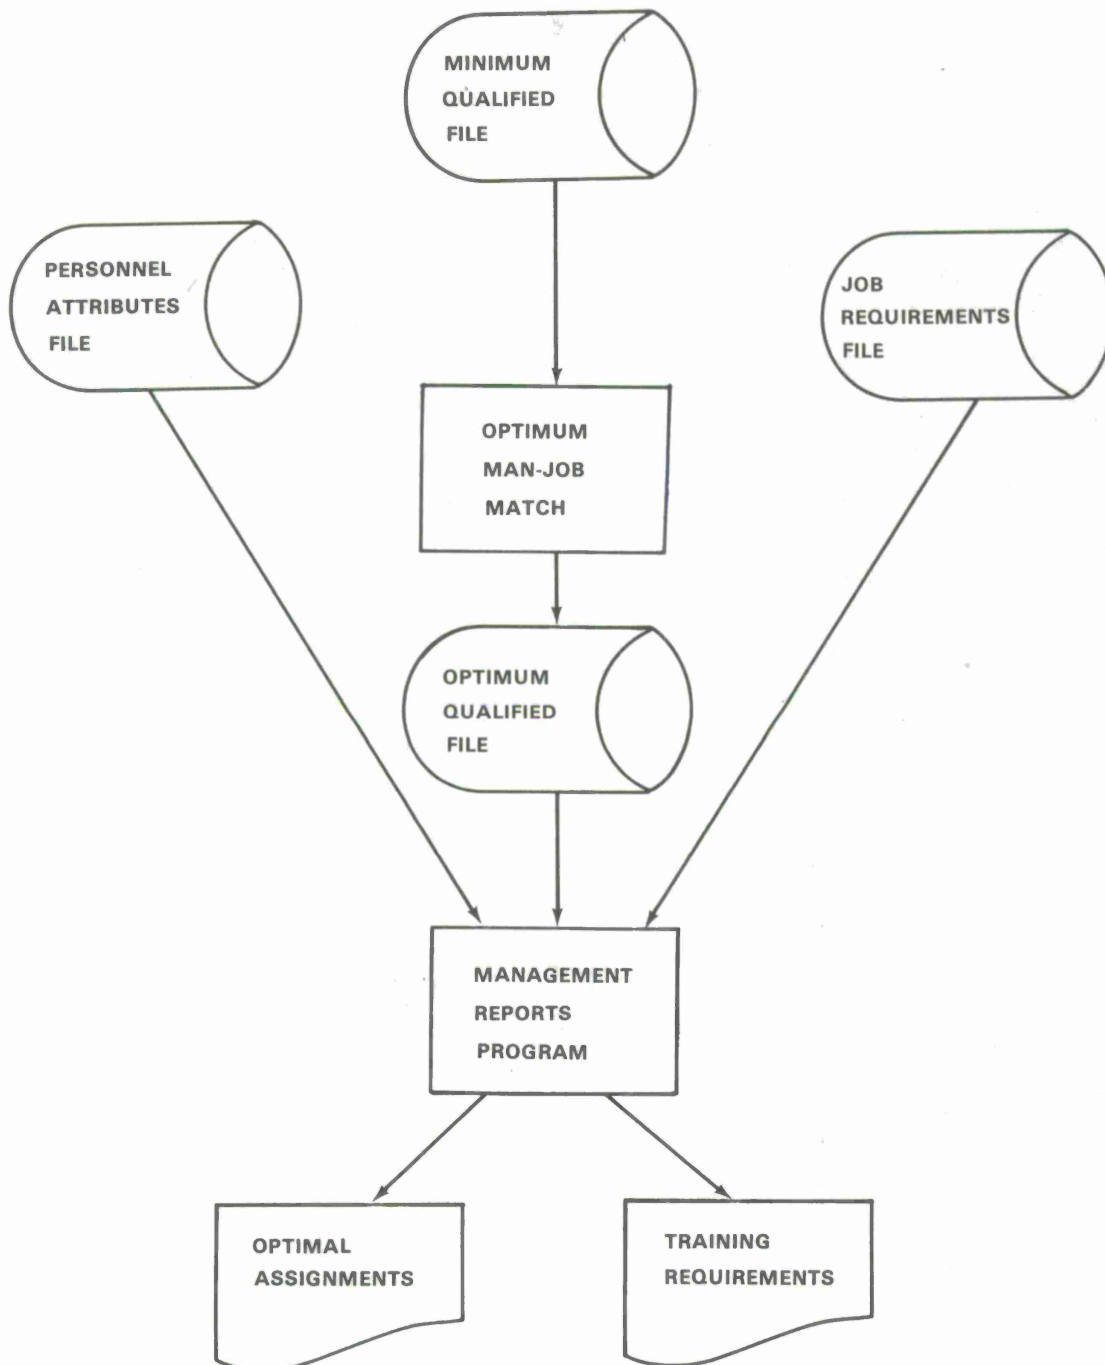 MINIMUM
QUALIFIED
FILE
PERSONNEL
ATTRIBUTES
FILE
JOB
REQUIREMENTS
FILE
OPTIMUM
MAN-JOB
MATCH
OPTIMUM
QUALIFIED
FILE
MANAGEMENT
REPORTS
PROGRAM
OPTIMAL
ASSIGNMENTS
TRAINING
REQUIREMENTS